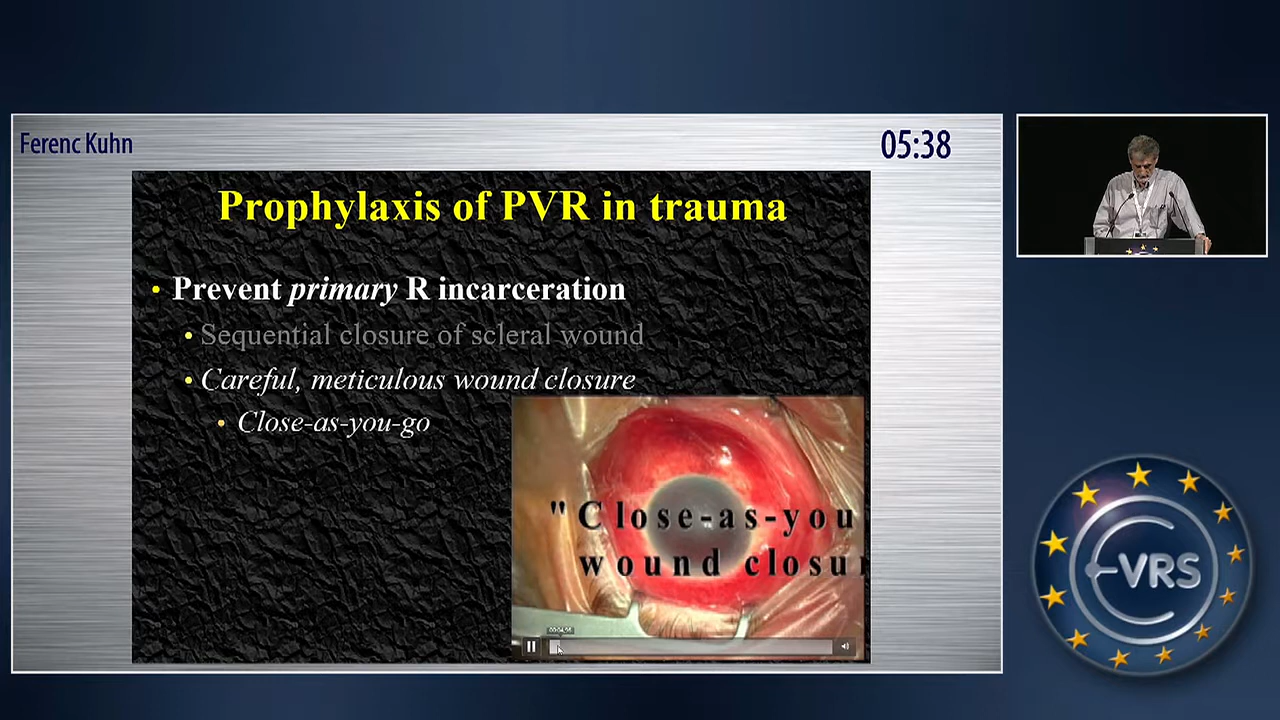 Ferenc Kuhn
05:38
Prophylaxis of PVR in trauma
• Prevent primary R incarceration
• Sequential closure of scleral wound
• Careful, meticulous wound closure
• Close-as-you-go
"Close-as-you
wound closur
EVRS